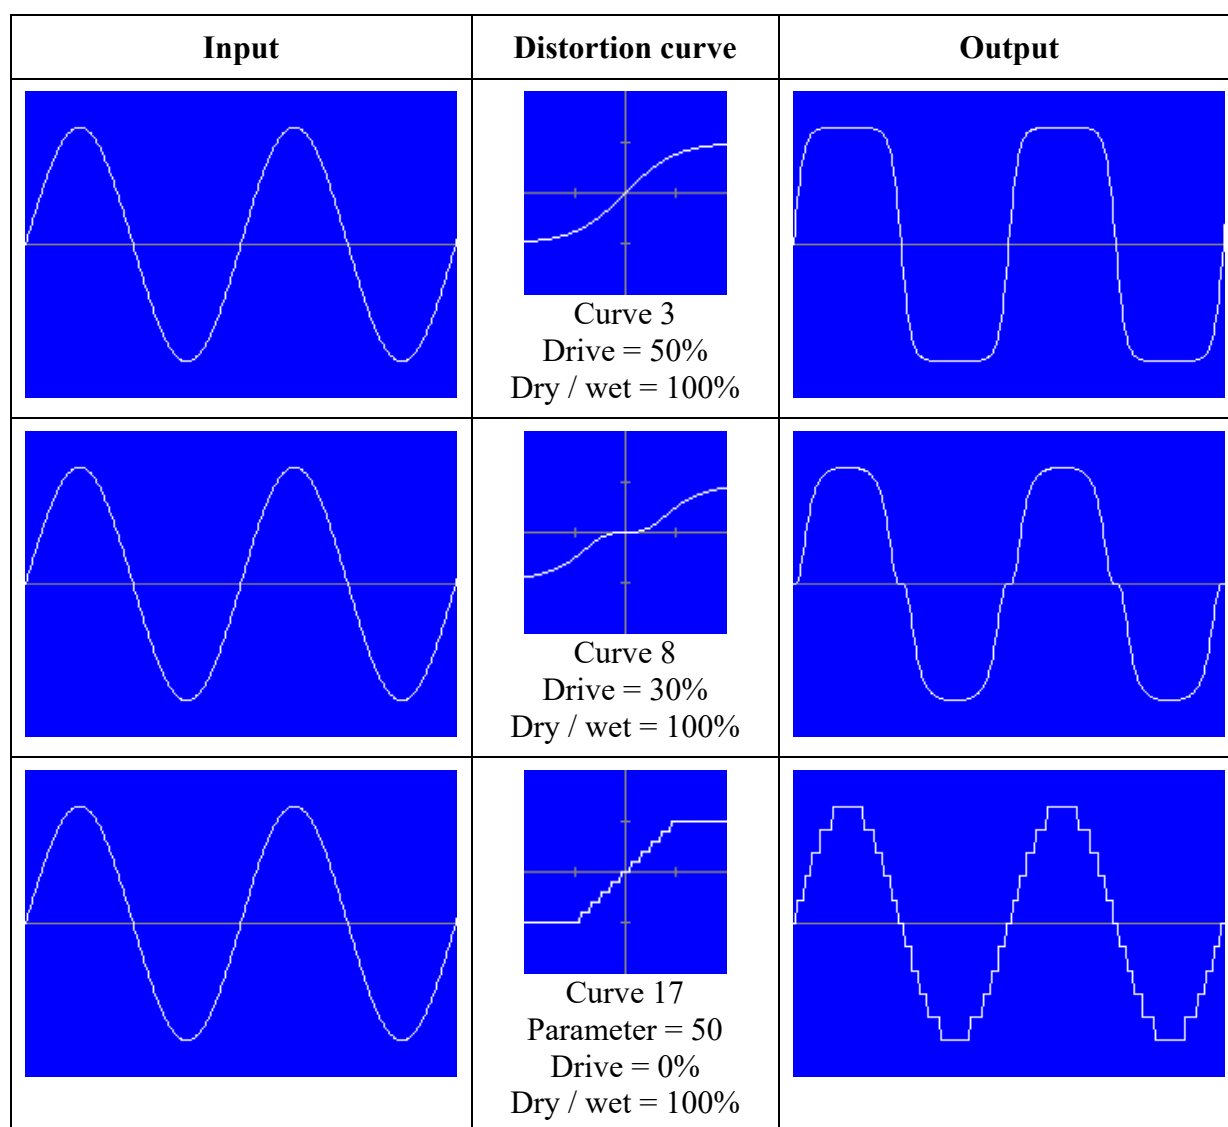 Input
Distortion curve
Output
Curve 3
Drive = 50%
Dry / wet = 100%
Curve 8
Drive = 30%
Dry / wet = 100%
Curve 17
Parameter = 50
Drive = 0%
Dry / wet = 100%